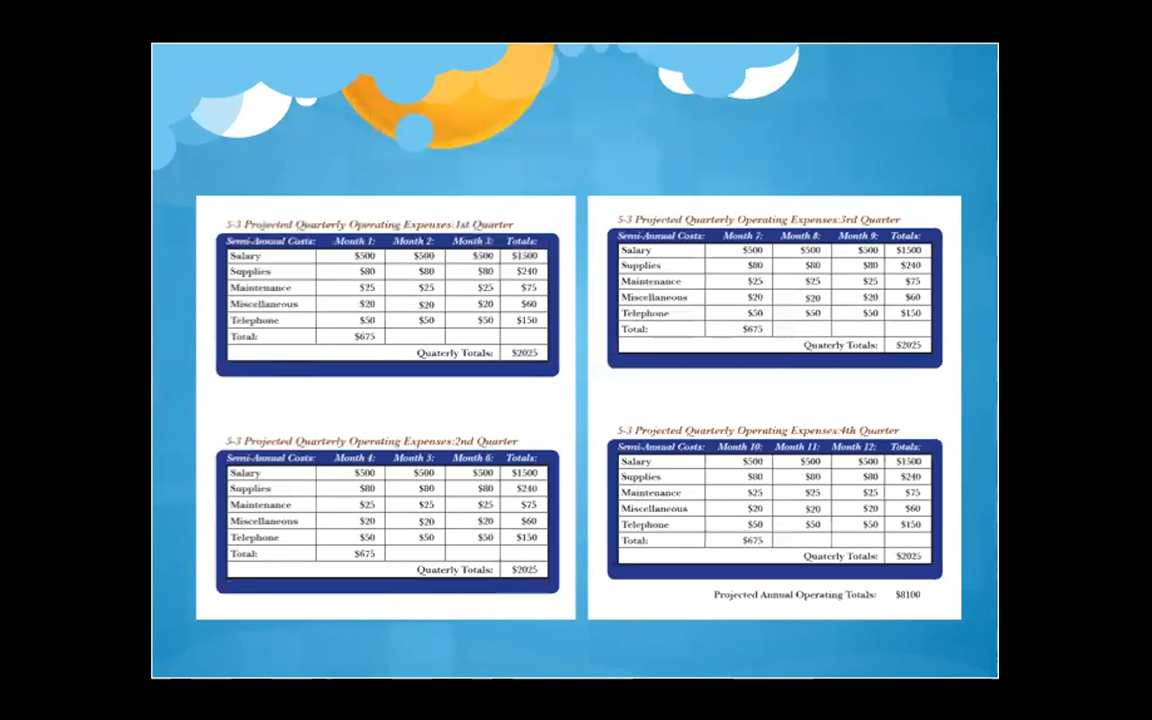 5-3 Projected Quarterly Operating Expenses:1st Quarter
Semi-Annual Costs: Month 1: Month 2: Month 3: Totals:
Salary $500 $500 $500 $1500
Supplies $80 $80 $80 $240
Maintenance $25 $25 $25 $75
Miscellaneous $20 $20 $20 $60
Telephone $50 $50 $50 $150
Total: $675
Quaterly Totals: $2025
5-3 Projected Quarterly Operating Expenses:2nd Quarter
Semi-Annual Costs: Month 4: Month 5: Month 6: Totals:
Salary $500 $500 $500 $1500
Supplies $80 $80 $80 $240
Maintenance $25 $25 $25 $75
Miscellaneous $20 $20 $20 $60
Telephone $50 $50 $50 $150
Total: $675
Quaterly Totals: $2025
5-3 Projected Quarterly Operating Expenses:3rd Quarter
Semi-Annual Costs: Month 7: Month 8: Month 9: Totals:
Salary $500 $500 $500 $1500
Supplies $80 $80 $80 $240
Maintenance $25 $25 $25 $75
Miscellaneous $20 $20 $20 $60
Telephone $50 $50 $50 $150
Total: $675
Quaterly Totals: $2025
5-3 Projected Quarterly Operating Expenses:4th Quarter
Semi-Annual Costs: Month 10: Month 11: Month 12: Totals:
Salary $500 $500 $500 $1500
Supplies $80 $80 $80 $240
Maintenance $25 $25 $25 $75
Miscellaneous $20 $20 $20 $60
Telephone $50 $50 $50 $150
Total: $675
Quaterly Totals: $2025
Projected Annual Operating Totals: $8100